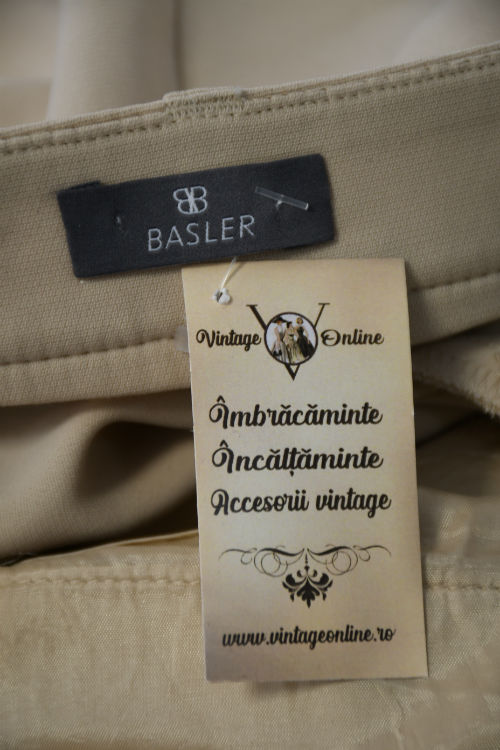 BB
BASLER
Vintage V Online
Îmbrăcăminte
Încălțăminte
Accesorii vintage
www.vintageonline.ro